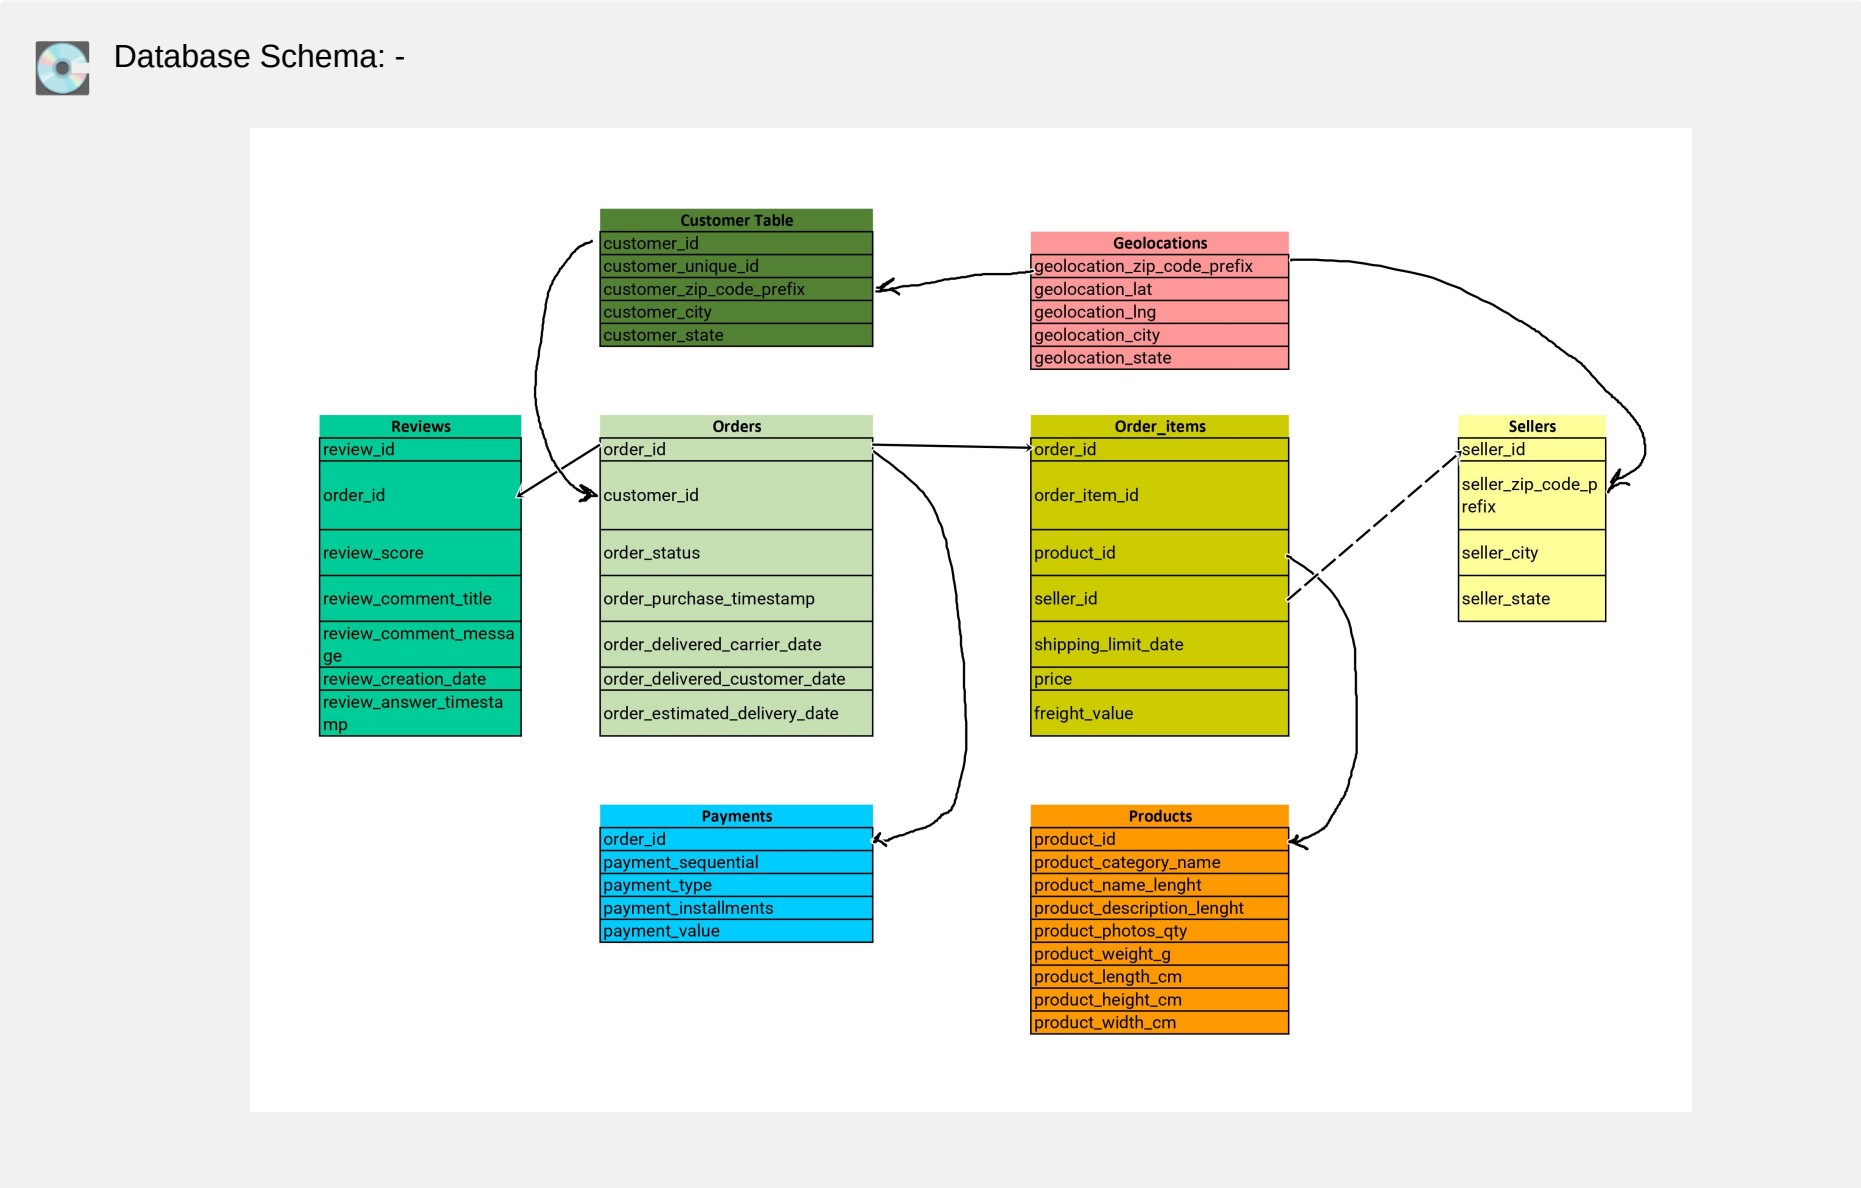 Database Schema: -
Customer Table
customer_id
customer_unique_id
customer_zip_code_prefix
customer_city
customer_state
Geolocations
geolocation_zip_code_prefix
geolocation_lat
geolocation_lng
geolocation_city
geolocation_state
Reviews
review_id
order_id
review_score
review_comment_title
review_comment_messa
ge
review_creation_date
review_answer_timesta
mp
Orders
order_id
customer_id
order_status
order_purchase_timestamp
order_delivered_carrier_date
order_delivered_customer_date
order_estimated_delivery_date
Order_items
order_id
order_item_id
product_id
seller_id
shipping_limit_date
price
freight_value
Sellers
seller_id
seller_zip_code_p
refix
seller_city
seller_state
Payments
order_id
payment_sequential
payment_type
payment_installments
payment_value
Products
product_id
product_category_name
product_name_lenght
product_description_lenght
product_photos_qty
product_weight_g
product_length_cm
product_height_cm
product_width_cm